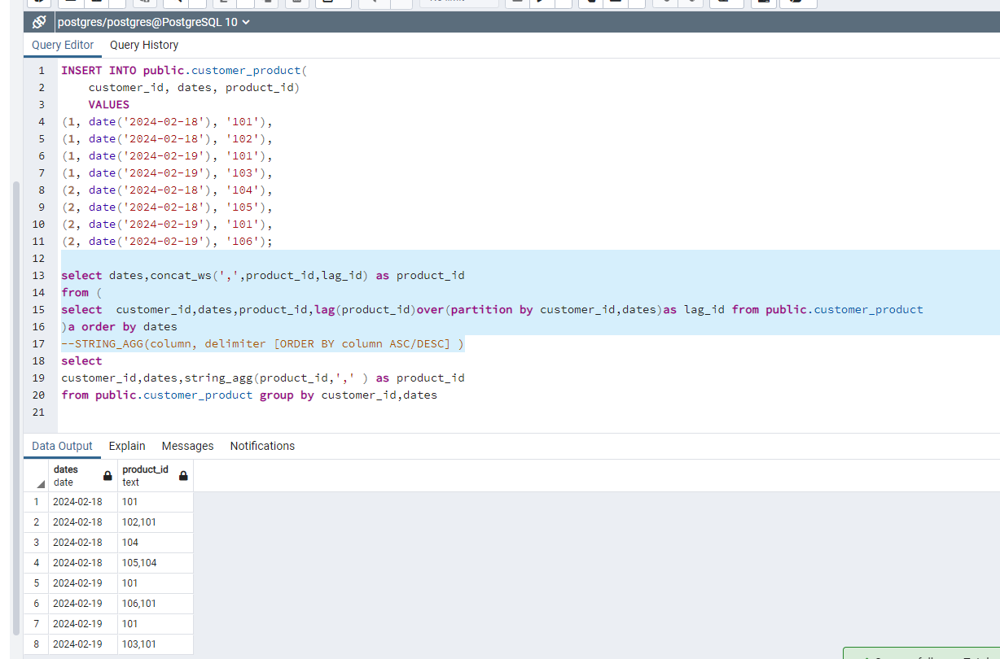 postgres/postgres@PostgreSQL 10
Query Editor Query History
1 INSERT INTO public.customer_product(
2 customer_id, dates, product_id)
3 VALUES
4 (1, date('2024-02-18'), '101'),
5 (1, date('2024-02-18'), '102'),
6 (1, date('2024-02-19'), '101'),
7 (1, date('2024-02-19'), '103'),
8 (2, date('2024-02-18'), '104'),
9 (2, date('2024-02-18'), '105'),
10 (2, date('2024-02-19'), '101'),
11 (2, date('2024-02-19'), '106');
12
13 select dates,concat_ws(',',product_id,lag_id) as product_id
14 from (
15 select  customer_id,dates,product_id,lag(product_id)over(partition by customer_id,dates)as lag_id from public.customer_product
16 )a order by dates
17 --STRING_AGG(column, delimiter [ORDER BY column ASC/DESC] )
18 select
19 customer_id,dates,string_agg(product_id,',' ) as product_id
20 from public.customer_product group by customer_id,dates
21
Data Output Explain Messages Notifications
dates product_id
date text
1 2024-02-18 101
2 2024-02-18 102,101
3 2024-02-18 104
4 2024-02-18 105,104
5 2024-02-19 101
6 2024-02-19 106,101
7 2024-02-19 101
8 2024-02-19 103,101